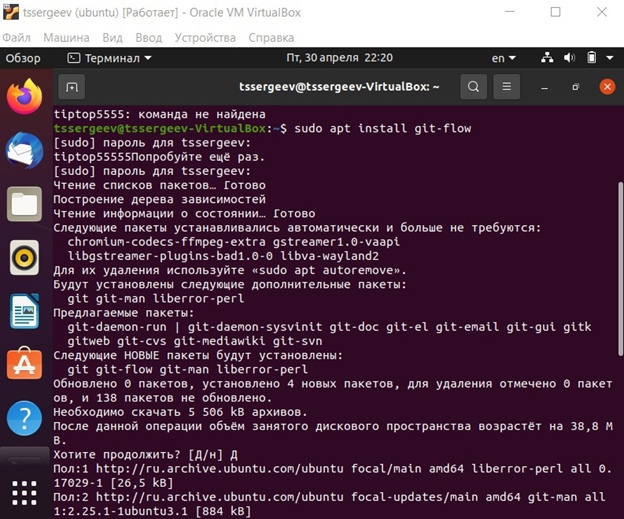 tssergeev (ubuntu) [Работает] - Oracle VM VirtualBox
Файл Машина Вид Ввод Устройства Справка
Обзор Терминал Пт, 30 апреля 22:20 en
tssergeev@tssergeev-VirtualBox: ~
tiptop5555: команда не найдена
tssergeev@tssergeev-VirtualBox:~$ sudo apt install git-flow
[sudo] пароль для tssergeev:
tiptop55555Попробуйте ещё раз.
[sudo] пароль для tssergeev:
Чтение списков пакетов… Готово
Построение дерева зависимостей
Чтение информации о состоянии… Готово
Следующие пакеты устанавливались автоматически и больше не требуются:
chromium-codecs-ffmpeg-extra gstreamer1.0-vaapi
libgstreamer-plugins-bad1.0-0 libva-wayland2
Для их удаления используйте «sudo apt autoremove».
Будут установлены следующие дополнительные пакеты:
git git-man liberror-perl
Предлагаемые пакеты:
git-daemon-run | git-daemon-sysvinit git-doc git-el git-email git-gui gitk
gitweb git-cvs git-mediawiki git-svn
Следующие НОВЫЕ пакеты будут установлены:
git git-flow git-man liberror-perl
Обновлено 0 пакетов, установлено 4 новых пакетов, для удаления отмечено 0 пакет
ов, и 138 пакетов не обновлено.
Необходимо скачать 5 506 kB архивов.
После данной операции объём занятого дискового пространства возрастёт на 38,8 M
B.
Хотите продолжить? [Д/н] Д
Пол:1 http://ru.archive.ubuntu.com/ubuntu focal/main amd64 liberror-perl all 0.
17029-1 [26,5 kB]
Пол:2 http://ru.archive.ubuntu.com/ubuntu focal-updates/main amd64 git-man all
1:2.25.1-1ubuntu3.1 [884 kB]